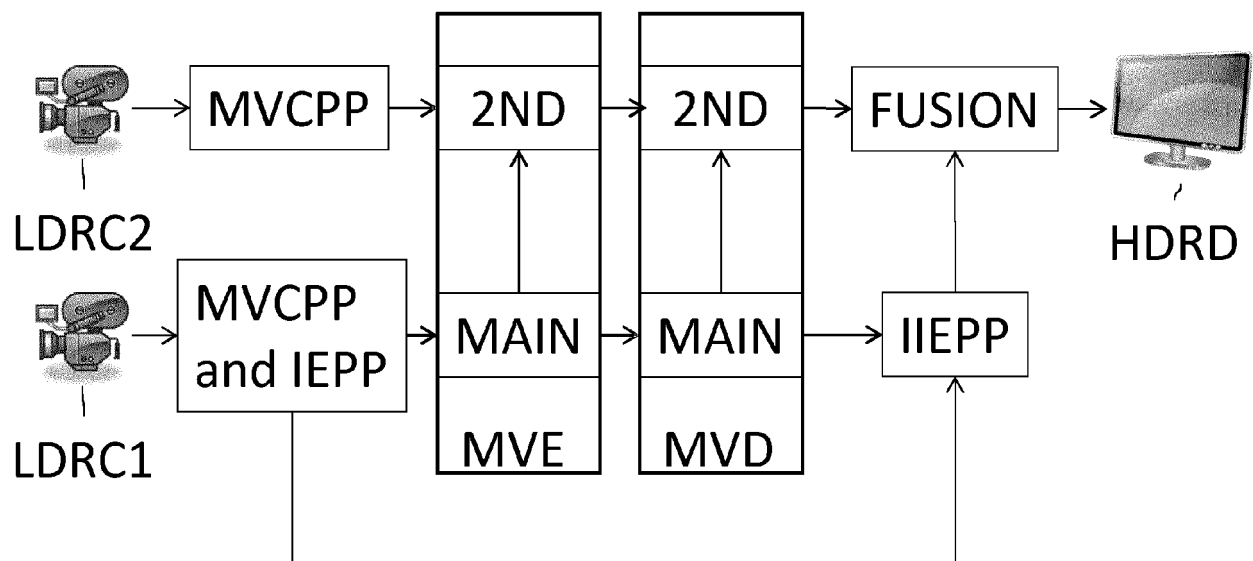 MVCPP
2ND
2ND
FUSION
LDRC2
HDRD
MVCPP
and IEPP
MAIN
MAIN
IIEPP
LDRC1
MVE
MVD